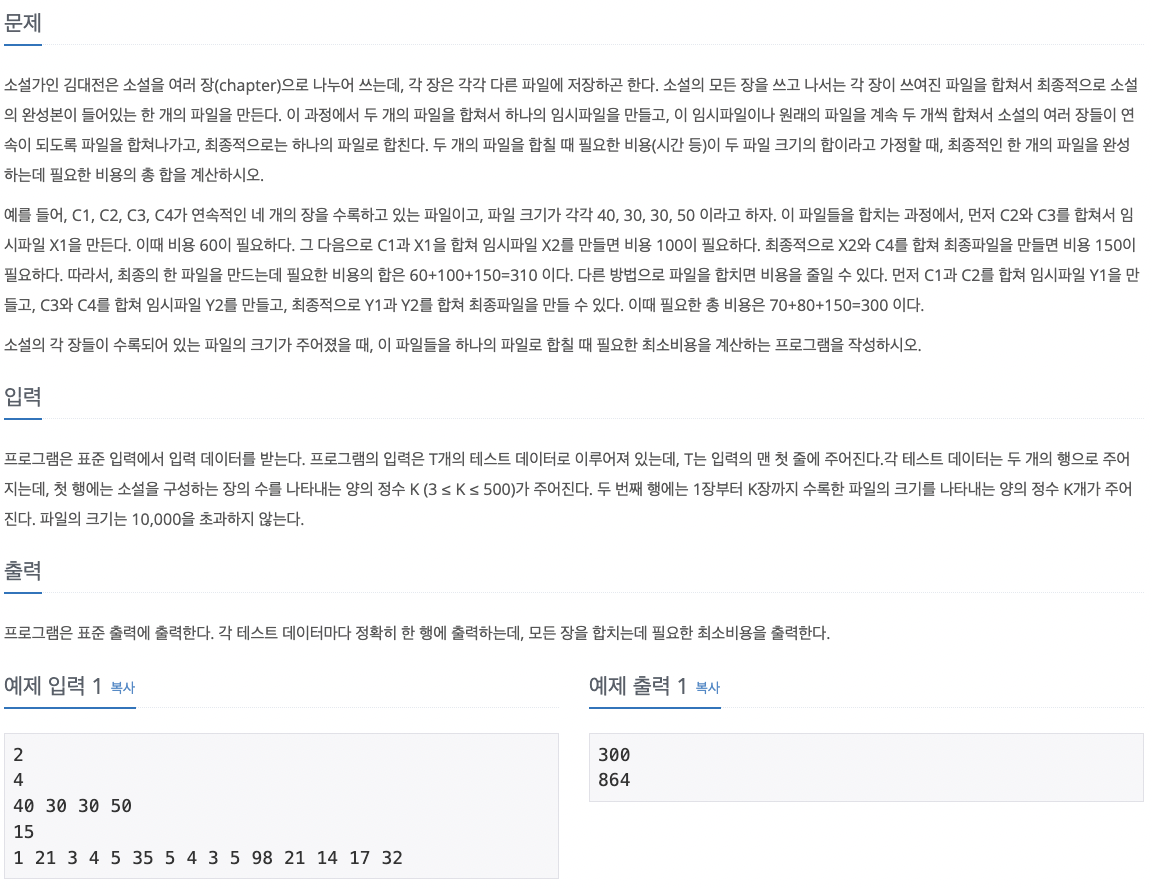 문제
소설가인 김대전은 소설을 여러 장(chapter)으로 나누어 쓰는데, 각 장은 각각 다른 파일에 저장하곤 한다. 소설의 모든 장을 쓰고 나서는 각 장이 쓰여진 파일을 합쳐서 최종적으로 소설
의 완성본이 들어있는 한 개의 파일을 만든다. 이 과정에서 두 개의 파일을 합쳐서 하나의 임시파일을 만들고, 이 임시파일이나 원래의 파일을 계속 두 개씩 합쳐서 소설의 여러 장들이 연
속이 되도록 파일을 합쳐나가고, 최종적으로는 하나의 파일로 합친다. 두 개의 파일을 합칠 때 필요한 비용(시간 등)이 두 파일 크기의 합이라고 가정할 때, 최종적인 한 개의 파일을 완성
하는데 필요한 비용의 총 합을 계산하시오.
예를 들어, C1, C2, C3, C4가 연속적인 네 개의 장을 수록하고 있는 파일이고, 파일 크기가 각각 40, 30, 30, 50 이라고 하자. 이 파일들을 합치는 과정에서, 먼저 C2와 C3를 합쳐서 임
시파일 X1을 만든다. 이때 비용 60이 필요하다. 그 다음으로 C1과 X1을 합쳐 임시파일 X2를 만들면 비용 100이 필요하다. 최종적으로 X2와 C4를 합쳐 최종파일을 만들면 비용 150이
필요하다. 따라서, 최종의 한 파일을 만드는데 필요한 비용의 합은 60+100+150=310 이다. 다른 방법으로 파일을 합치면 비용을 줄일 수 있다. 먼저 C1과 C2를 합쳐 임시파일 Y1을 만
들고, C3와 C4를 합쳐 임시파일 Y2를 만들고, 최종적으로 Y1과 Y2를 합쳐 최종파일을 만들 수 있다. 이때 필요한 총 비용은 70+80+150=300 이다.
소설의 각 장들이 수록되어 있는 파일의 크기가 주어졌을 때, 이 파일들을 하나의 파일로 합칠 때 필요한 최소비용을 계산하는 프로그램을 작성하시오.
입력
프로그램은 표준 입력에서 입력 데이터를 받는다. 프로그램의 입력은 T개의 테스트 데이터로 이루어져 있는데, T는 입력의 맨 첫 줄에 주어진다.각 테스트 데이터는 두 개의 행으로 주어
지는데, 첫 행에는 소설을 구성하는 장의 수를 나타내는 양의 정수 K (3 ≤ K ≤ 500)가 주어진다. 두 번째 행에는 1장부터 K장까지 수록한 파일의 크기를 나타내는 양의 정수 K개가 주어
진다. 파일의 크기는 10,000을 초과하지 않는다.
출력
프로그램은 표준 출력에 출력한다. 각 테스트 데이터마다 정확히 한 행에 출력하는데, 모든 장을 합치는데 필요한 최소비용을 출력한다.
예제 입력 1 복사
2
4
40 30 30 50
15
1 21 3 4 5 35 5 4 3 5 98 21 14 17 32
예제 출력 1 복사
300
864